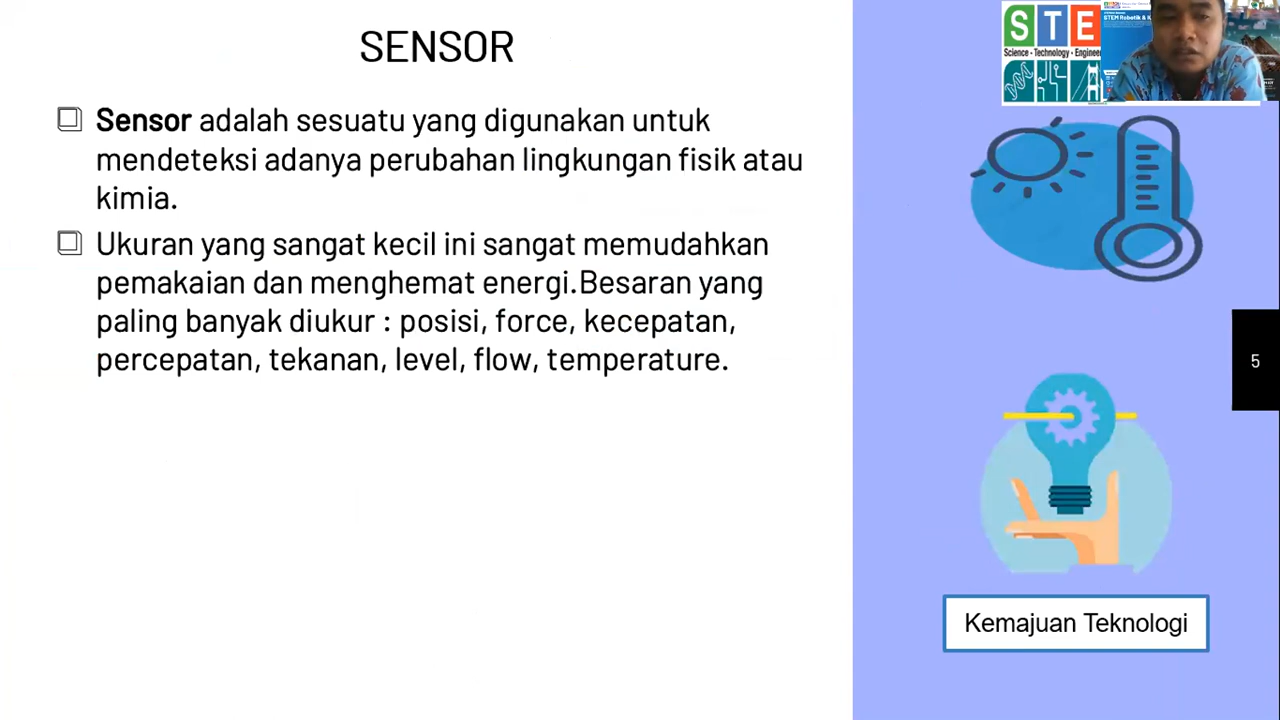 SENSOR
Sensor adalah sesuatu yang digunakan untuk
mendeteksi adanya perubahan lingkungan fisik atau
kimia.
Ukuran yang sangat kecil ini sangat memudahkan
pemakaian dan menghemat energi.Besaran yang
paling banyak diukur : posisi, force, kecepatan,
percepatan, tekanan, level, flow, temperature.
STE
Science - Technology - Engineer
STEM Robotik &
5
Kemajuan Teknologi